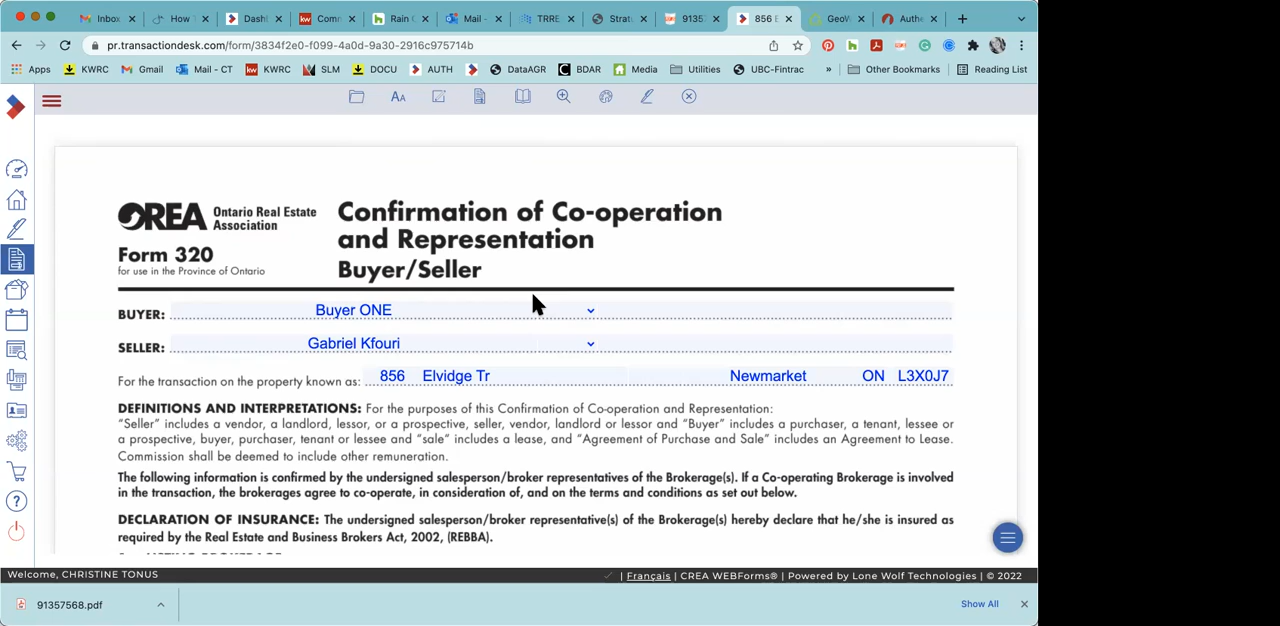 Inbox
How
Dashl
Comr
Rain C
Mail -
TRRE
Strate
9135
856 E
GeoV
Authe
pr.transactiondesk.com/form/3834f2e0-f099-4a0d-9a30-2916c975714b
Apps KWRC Gmail Mail - CT KWRC SLM DOCU AUTH DataAGR BDAR Media Utilities UBC-Fintrac » Other Bookmarks Reading List
OREA Ontario Real Estate Association
Form 320
for use in the Province of Ontario
Confirmation of Co-operation
and Representation
Buyer/Seller
BUYER: Buyer ONE
SELLER: Gabriel Kfouri
For the transaction on the property known as: 856 Elvidge Tr Newmarket ON L3X0J7
DEFINITIONS AND INTERPRETATIONS: For the purposes of this Confirmation of Co-operation and Representation:
"Seller" includes a vendor, a landlord, lessor, or a prospective, seller, vendor, landlord or lessor and "Buyer" includes a purchaser, a tenant, lessee or
a prospective, buyer, purchaser, tenant or lessee and "sale" includes a lease, and "Agreement of Purchase and Sale" includes an Agreement to Lease.
Commission shall be deemed to include other remuneration.
The following information is confirmed by the undersigned salesperson/broker representatives of the Brokerage(s). If a Co-operating Brokerage is involved
in the transaction, the brokerages agree to co-operate, in consideration of, and on the terms and conditions as set out below.
DECLARATION OF INSURANCE: The undersigned salesperson/broker representative(s) of the Brokerage(s) hereby declare that he/she is insured as
required by the Real Estate and Business Brokers Act, 2002, (REBBA).
Welcome, CHRISTINE TONUS
| Français | CREA WEBForms® | Powered by Lone Wolf Technologies | © 2022
91357568.pdf
Show All